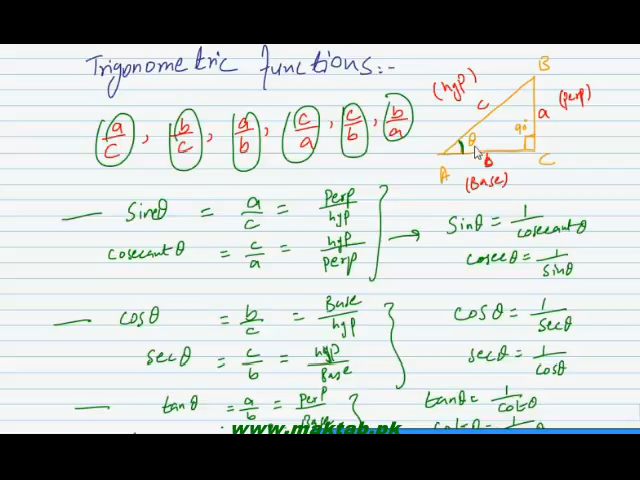 Trigonometric functions:-
a/c, b/c, a/b, c/a, c/b, b/a
B
(hyp) c a (perp)
θ 90°
A b C
(Base)
Sinθ = a/c = Perp/hyp
cosecantθ = c/a = hyp/perp
Sinθ = 1/cosecantθ
cosecθ = 1/sinθ
cosθ = b/c = Base/hyp
secθ = c/b = hyp/Base
cosθ = 1/secθ
secθ = 1/cosθ
tanθ = a/b = perp/Base
tanθ = 1/cotθ
cotθ = 1/
www.maktab.pk